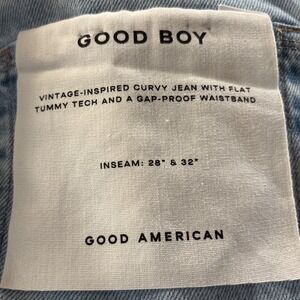 GOOD BOY
VINTAGE-INSPIRED CURVY JEAN WITH FLAT
TUMMY TECH AND A GAP-PROOF WAISTBAND
INSEAM: 28" & 32"
GOOD AMERICAN